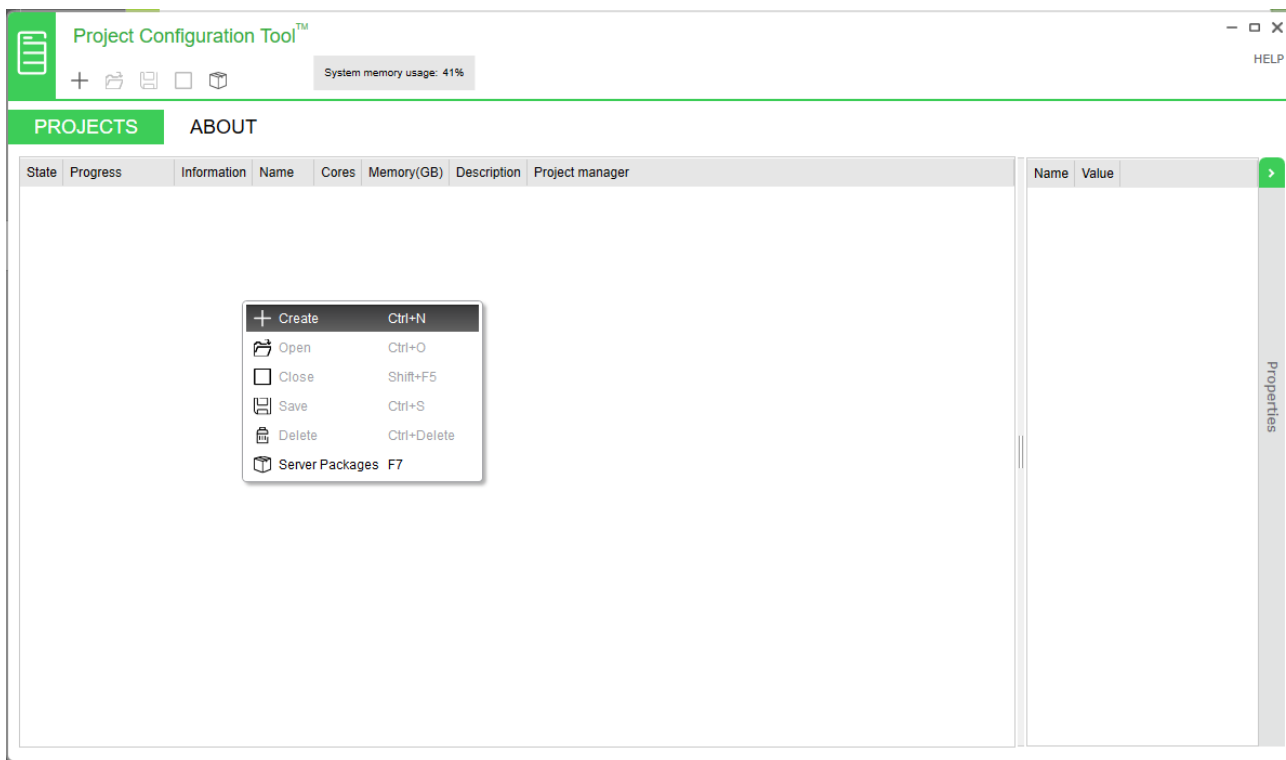 Project Configuration Tool™
HELP
System memory usage: 41%
PROJECTS ABOUT
State Progress Information Name Cores Memory(GB) Description Project manager
Name Value
Create Ctrl+N
Open Ctrl+O
Close Shift+F5
Save Ctrl+S
Delete Ctrl+Delete
Server Packages F7
Properties